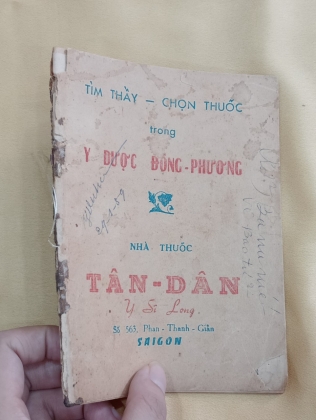 TÌM THẦY — CHỌN THUỐC
trong
Y DƯỢC ĐÔNG-PHƯƠNG
NHÀ THUỐC
TÂN-DÂN
Y Sĩ Long
Số 363, Phan-Thanh-Giản
SAIGON